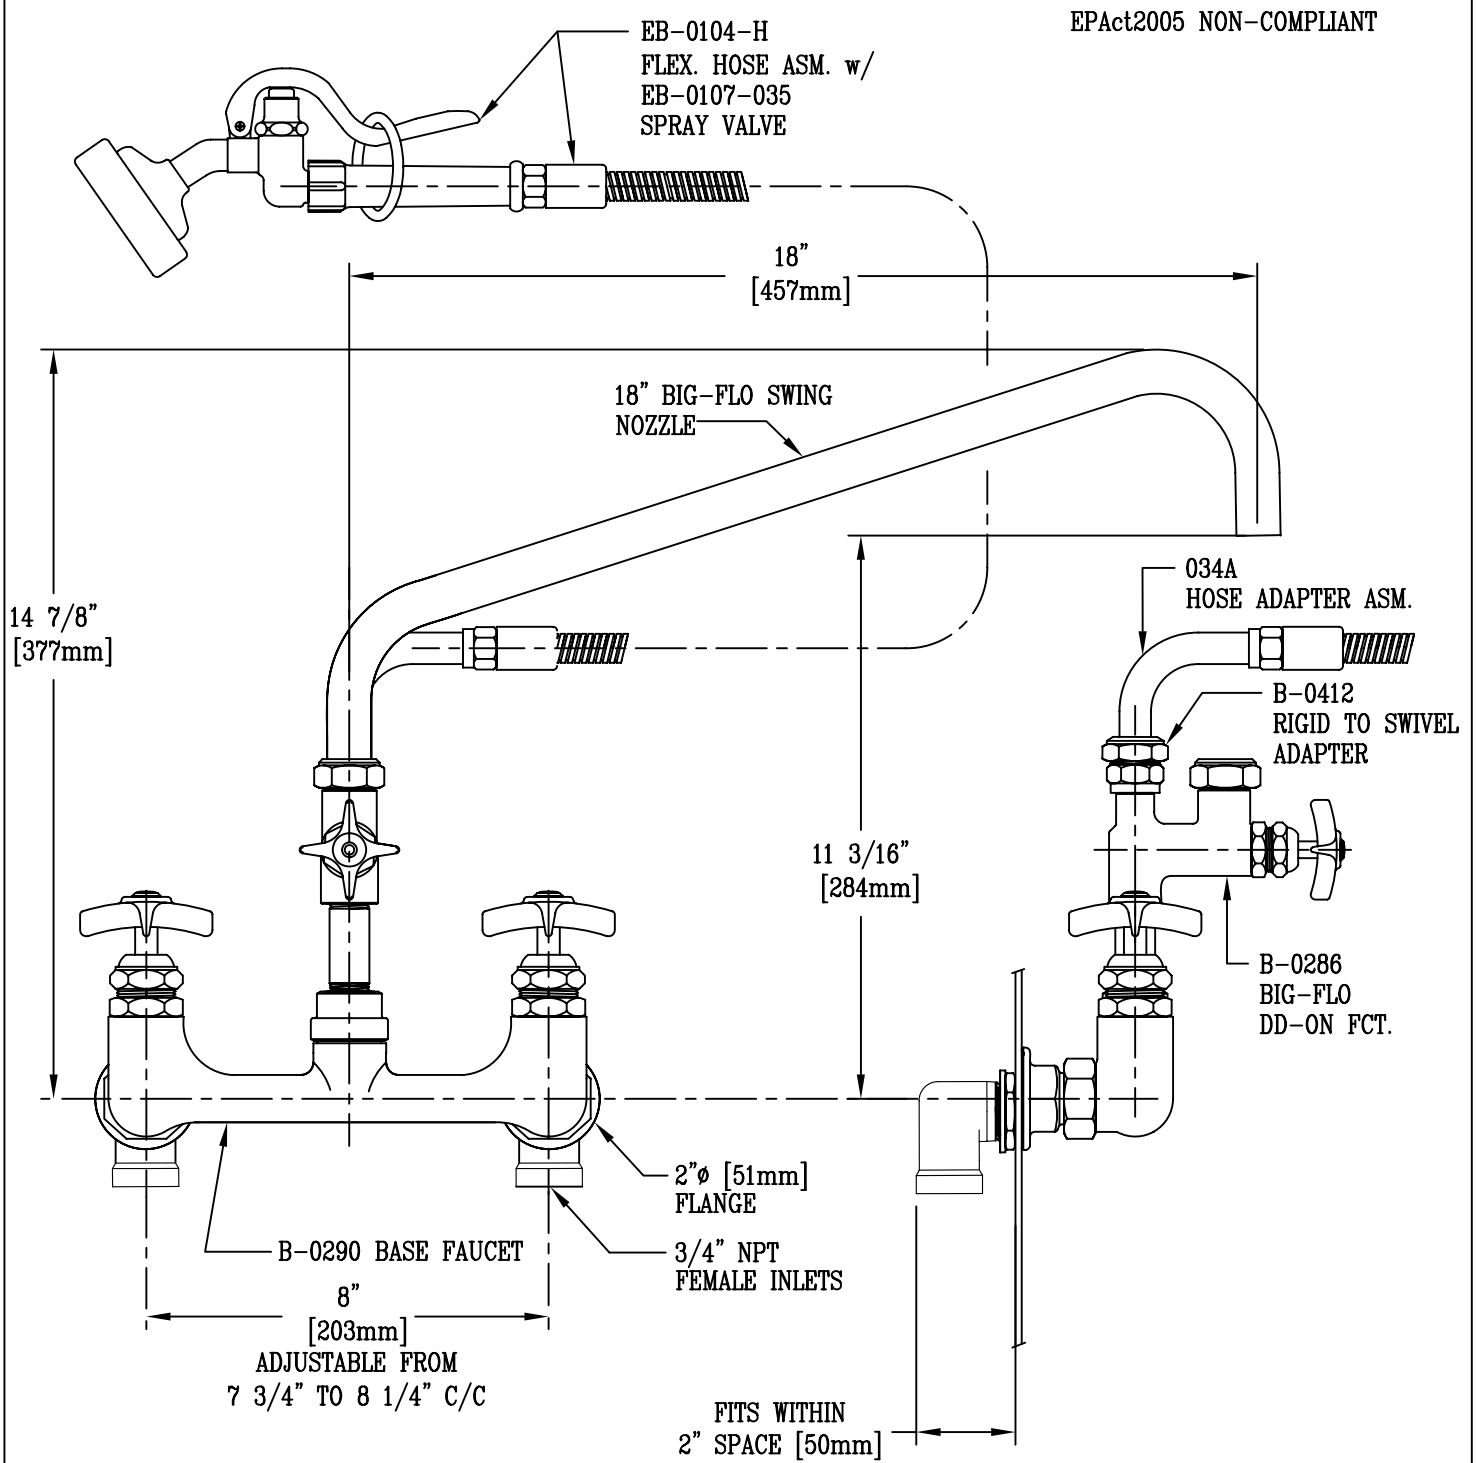 EPAct2005 NON-COMPLIANT
EB-0104-H
FLEX. HOSE ASM. w/
EB-0107-035
SPRAY VALVE
18"
[457mm]
18" BIG-FLO SWING
NOZZLE
14 7/8"
[377mm]
034A
HOSE ADAPTER ASM.
B-0412
RIGID TO SWIVEL
ADAPTER
11 3/16"
[284mm]
B-0286
BIG-FLO
DD-ON FCT.
2"ø [51mm]
FLANGE
B-0290 BASE FAUCET
3/4" NPT
FEMALE INLETS
8"
[203mm]
ADJUSTABLE FROM
7 3/4" TO 8 1/4" C/C
FITS WITHIN
2" SPACE [50mm]